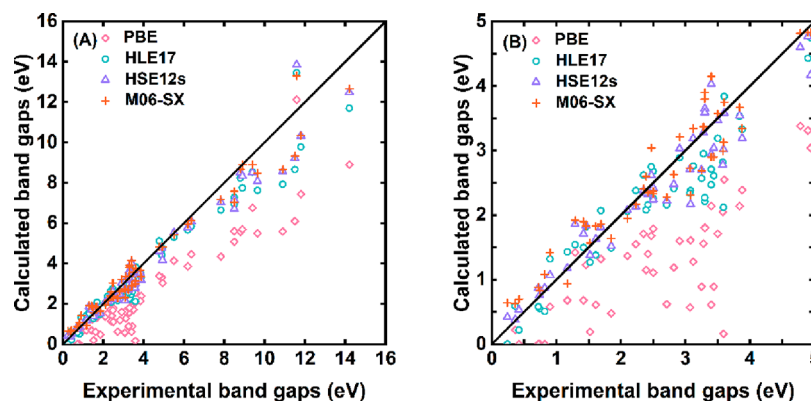 (A)
PBE
HLE17
HSE12s
M06-SX
16
14
12
10
8
6
4
2
0
0 2 4 6 8 10 12 14 16
Calculated band gaps (eV)
Experimental band gaps (eV)
(B)
PBE
HLE17
HSE12s
M06-SX
5
4
3
2
1
0
0 1 2 3 4 5
Calculated band gaps (eV)
Experimental band gaps (eV)